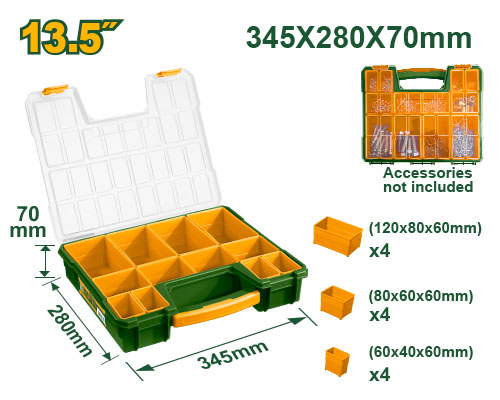 13.5"
345X280X70mm
Accessories
not included
70
mm
(120x80x60mm)
x4
(80x60x60mm)
x4
280mm
345mm
(60x40x60mm)
x4